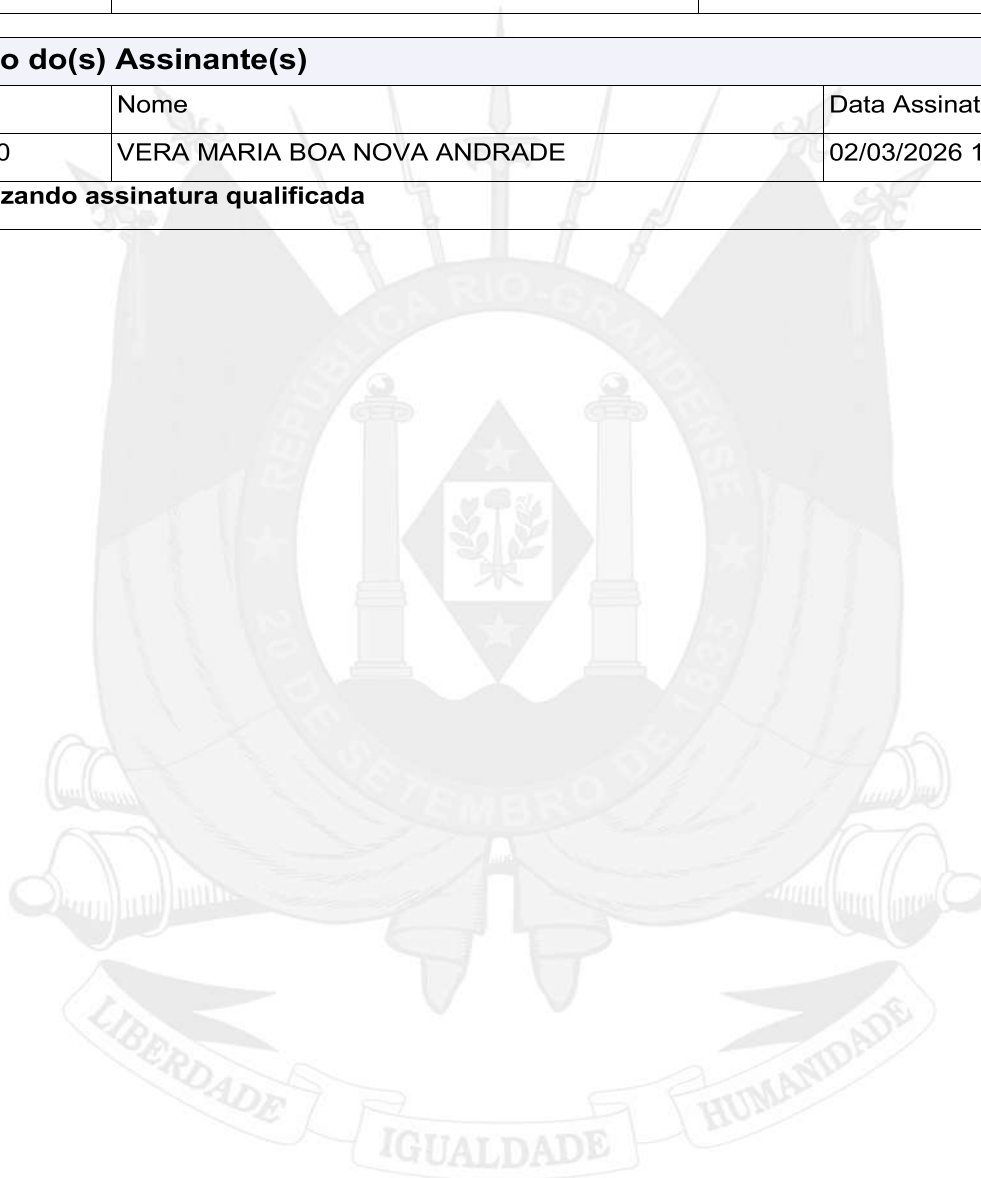 o do(s) Assinante(s)
Nome Data Assinat
0 VERA MARIA BOA NOVA ANDRADE 02/03/2026 1
zando assinatura qualificada
REPÚBLICA RIO-GRANDENSE
20 DE SETEMBRO DE 1835
LIBERDADE IGUALDADE HUMANIDADE